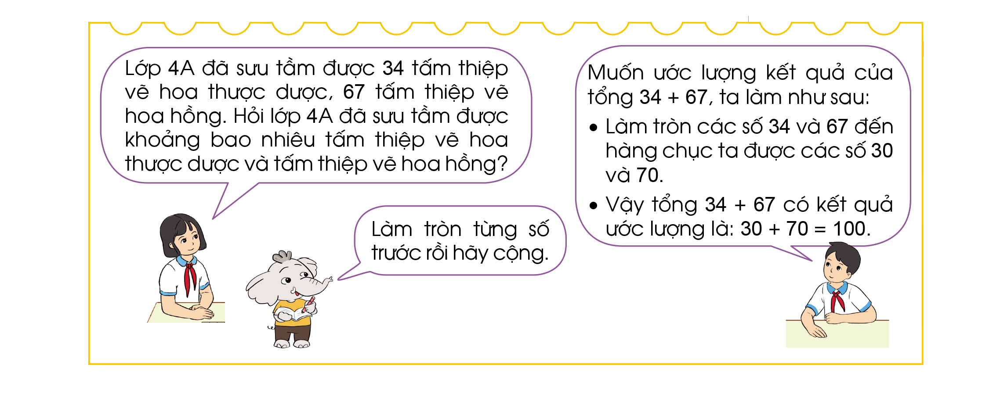 Lớp 4A đã sưu tầm được 34 tấm thiệp
vẽ hoa thược dược, 67 tấm thiệp vẽ
hoa hồng. Hỏi lớp 4A đã sưu tầm được
khoảng bao nhiêu tấm thiệp vẽ hoa
thược dược và tấm thiệp vẽ hoa hồng?
Làm tròn từng số
trước rồi hãy cộng.
Muốn ước lượng kết quả của
tổng 34 + 67, ta làm như sau:
• Làm tròn các số 34 và 67 đến
hàng chục ta được các số 30
và 70.
• Vậy tổng 34 + 67 có kết quả
ước lượng là: 30 + 70 = 100.